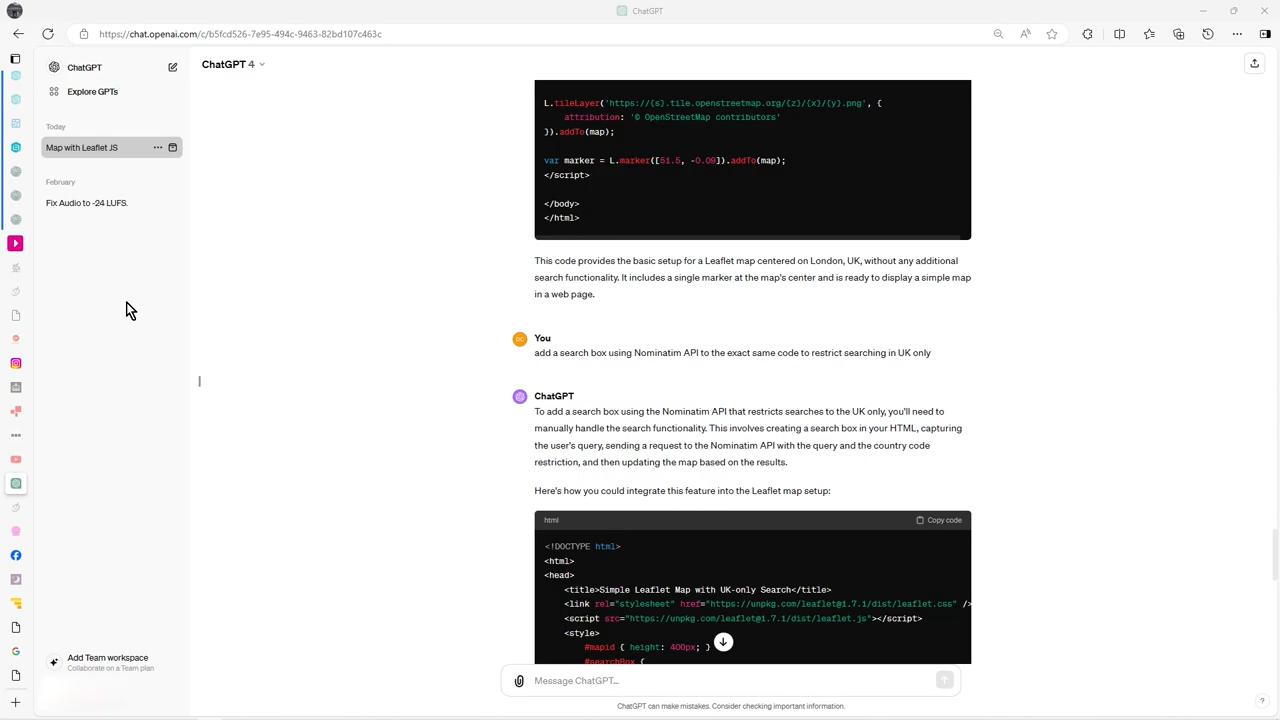 ChatGPT
https://chat.openai.com/c/b5fcd526-7e95-494c-9463-82bd107c463c
ChatGPT
Explore GPTs
Today
Map with Leaflet JS
February
Fix Audio to -24 LUFS.
Add Team workspace
Collaborate on a Team plan
ChatGPT 4
L.tileLayer('https://{s}.tile.openstreetmap.org/{z}/{x}/{y}.png', {
attribution: '© OpenStreetMap contributors'
}).addTo(map);
var marker = L.marker([51.5, -0.09]).addTo(map);
</script>
</body>
</html>
This code provides the basic setup for a Leaflet map centered on London, UK, without any additional
search functionality. It includes a single marker at the map's center and is ready to display a simple map
in a web page.
You
add a search box using Nominatim API to the exact same code to restrict searching in UK only
ChatGPT
To add a search box using the Nominatim API that restricts searches to the UK only, you'll need to
manually handle the search functionality. This involves creating a search box in your HTML, capturing
the user's query, sending a request to the Nominatim API with the query and the country code
restriction, and then updating the map based on the results.
Here's how you could integrate this feature into the Leaflet map setup:
html
Copy code
<!DOCTYPE html>
<html>
<head>
<title>Simple Leaflet Map with UK-only Search</title>
<link rel="stylesheet" href="https://unpkg.com/leaflet@1.7.1/dist/leaflet.css" />
<script src="https://unpkg.com/leaflet@1.7.1/dist/leaflet.js"></script>
<style>
#mapid { height: 400px; }
#searchBox {
Message ChatGPT...
ChatGPT can make mistakes. Consider checking important information.
?